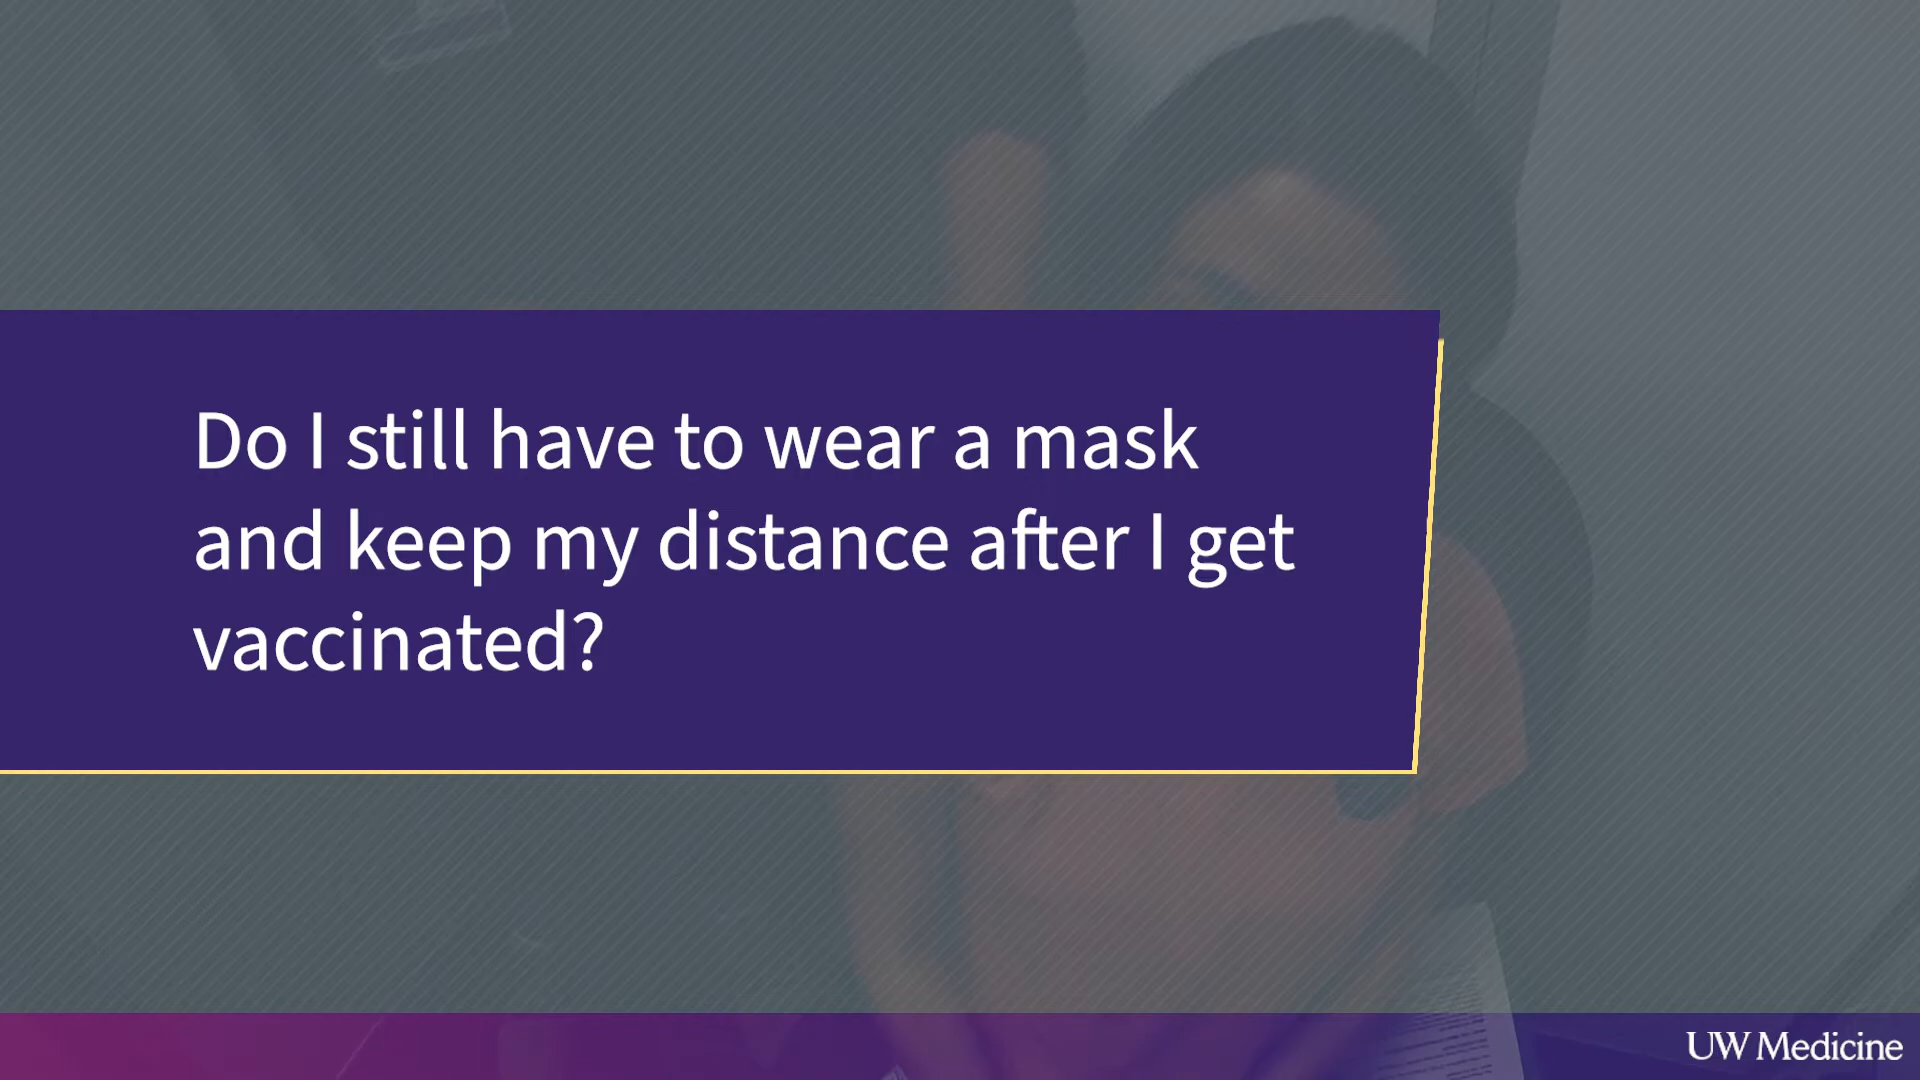 Do I still have to wear a mask
and keep my distance after I get
vaccinated?
UW Medicine